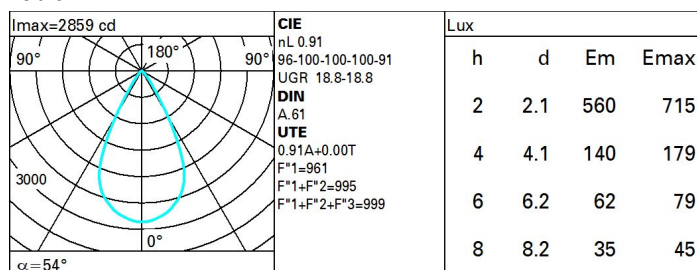 Imax=2859 cd
90° 180° 90°
3000
0°
α=54°
CIE
nL 0.91
96-100-100-100-91
UGR 18.8-18.8
DIN
A.61
UTE
0.91A+0.00T
F"1=961
F"1+F"2=995
F"1+F"2+F"3=999
Lux
h d Em Emax
2 2.1 560 715
4 4.1 140 179
6 6.2 62 79
8 8.2 35 45